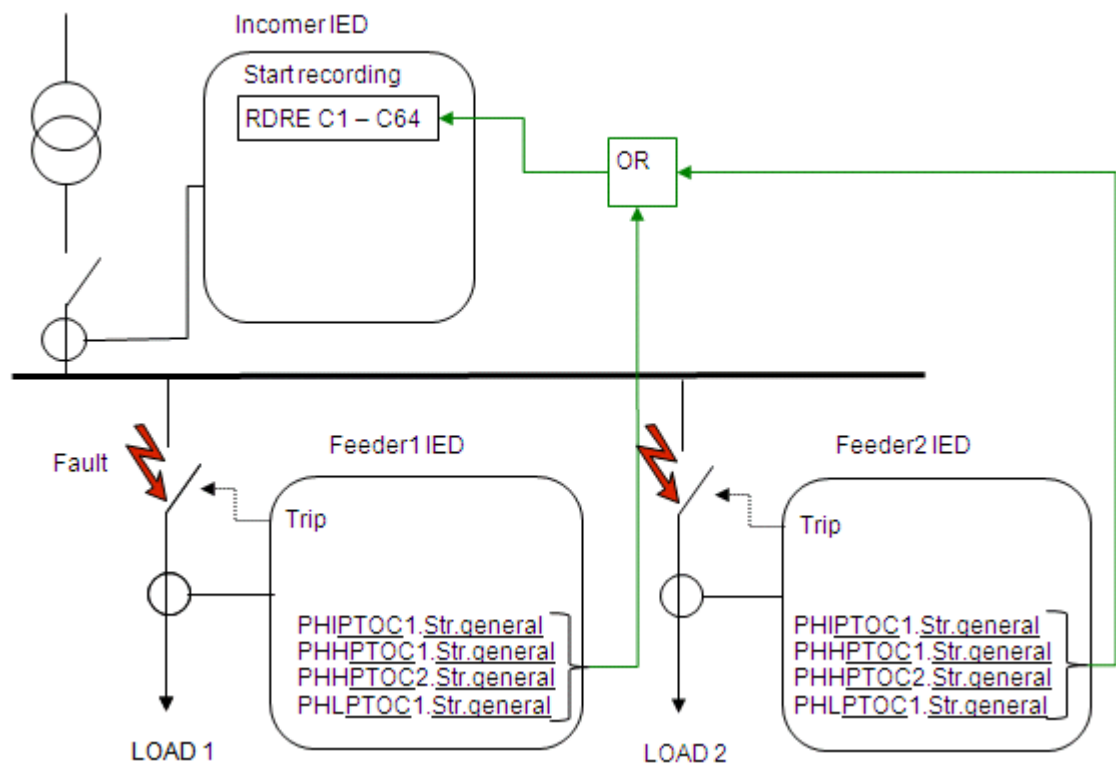 Incomer IED
Start recording
RDRE C1 – C64
OR
Fault
Feeder1 IED
Feeder2 IED
Trip
Trip
PHIPTOC1.Str.general
PHHPTOC1.Str.general
PHHPTOC2.Str.general
PHLPTOC1.Str.general
PHIPTOC1.Str.general
PHHPTOC1.Str.general
PHHPTOC2.Str.general
PHLPTOC1.Str.general
LOAD 1
LOAD 2